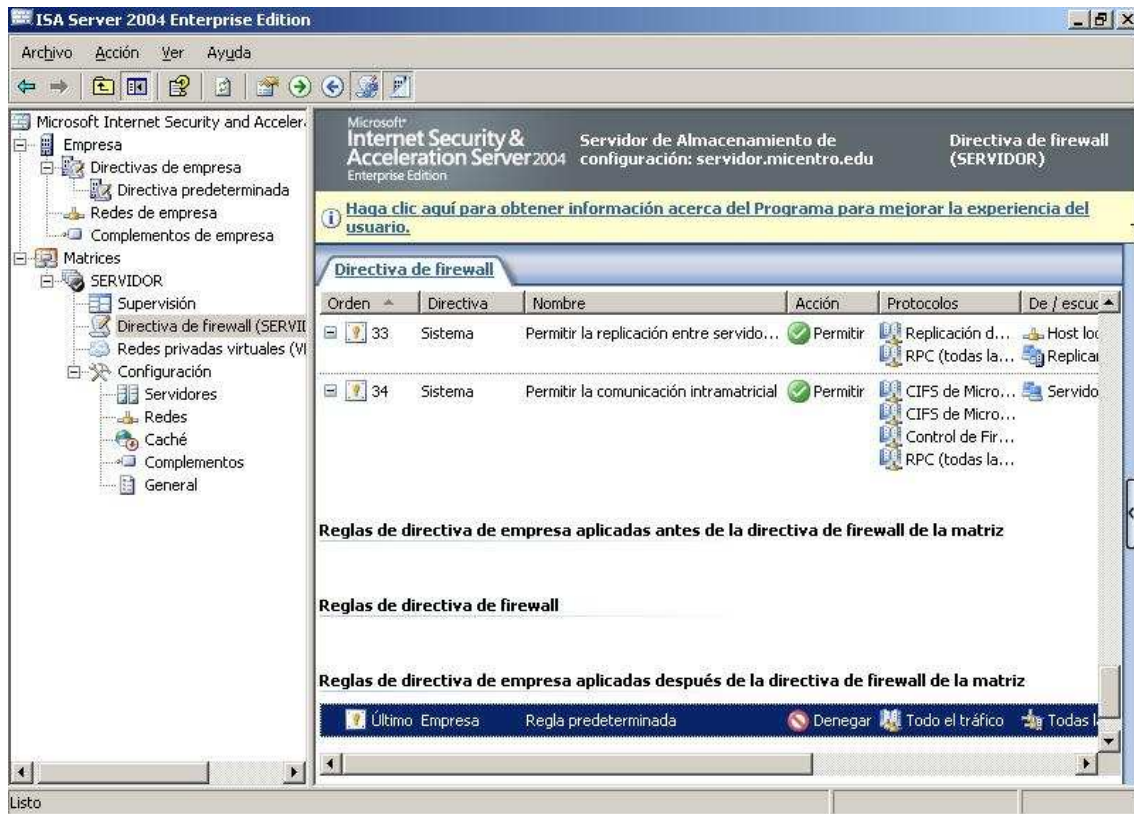 ISA Server 2004 Enterprise Edition
Archivo Acción Ver Ayuda
Microsoft Internet Security and Acceler
Empresa
Directivas de empresa
Directiva predeterminada
Redes de empresa
Complementos de empresa
Matrices
SERVIDOR
Supervisión
Directiva de firewall (SERVI
Redes privadas virtuales (V
Configuración
Servidores
Redes
Caché
Complementos
General
Microsoft
Internet Security &
Acceleration Server 2004
Enterprise Edition
Servidor de Almacenamiento de
configuración: servidor.micentro.edu
Directiva de firewall
(SERVIDOR)
Haga clic aquí para obtener información acerca del Programa para mejorar la experiencia del
usuario.
Directiva de firewall
Orden Directiva Nombre Acción Protocolos De / escuc
33 Sistema Permitir la replicación entre servido... Permitir Replicación d... Host loc
RPC (todas la... Replicar
34 Sistema Permitir la comunicación intramatricial Permitir CIFS de Micro... Servido
CIFS de Micro...
Control de Fir...
RPC (todas la...
Reglas de directiva de empresa aplicadas antes de la directiva de firewall de la matriz
Reglas de directiva de firewall
Reglas de directiva de empresa aplicadas después de la directiva de firewall de la matriz
Último Empresa Regla predeterminada Denegar Todo el tráfico Todas l
Listo